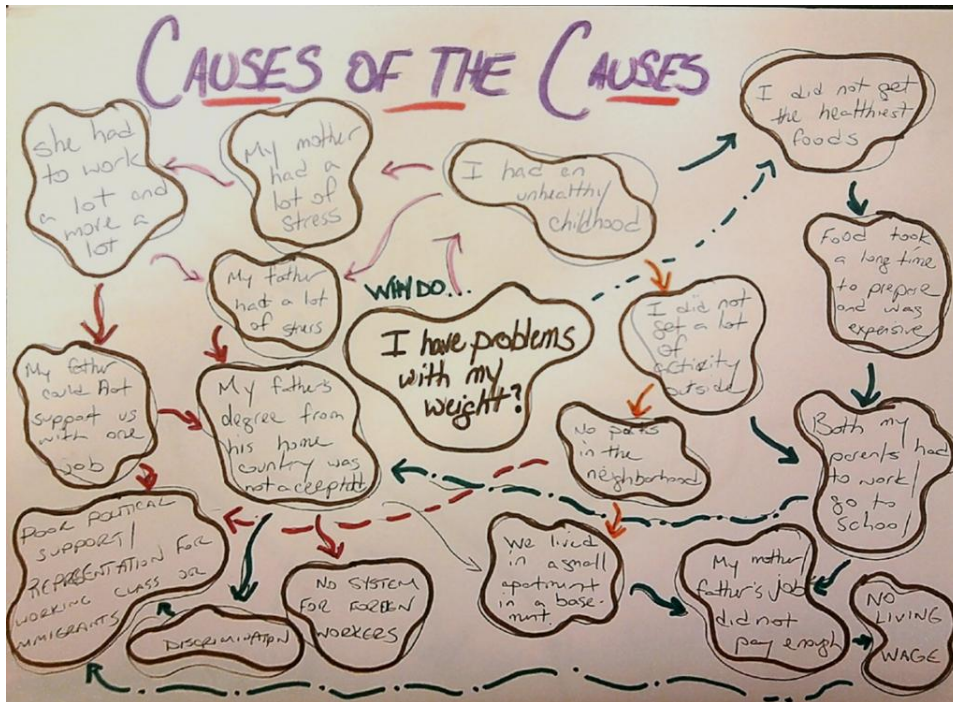 CAUSES OF THE CAUSES
I did not get
the healthiest
foods
She had
to work
a lot and
more a
lot
My mother
had a
lot of
stress
I had an
unhealthy
childhood
Food took
a long time
to prepare
and was
expensive
My father
had a lot
of
WHY DO...
I have problems
with my
weight?
I did not
get a lot
of
activity
outside
My father
could not
support us
with one
job
My father's
degree from
his home
country was
not
No parks
in the
neighborhood
Both my
parents had
to work/
go to
school
POOR POLITICAL
SUPPORT/
REPRESENTATION FOR
WORKING CLASS OR
IMMIGRANTS
DISCRIMINATION
NO SYSTEM
FOR FOREIGN
WORKERS
We lived
in a small
apartment
in a base-
ment.
My mother/
father's job
did not
pay enough
NO
LIVING
WAGE